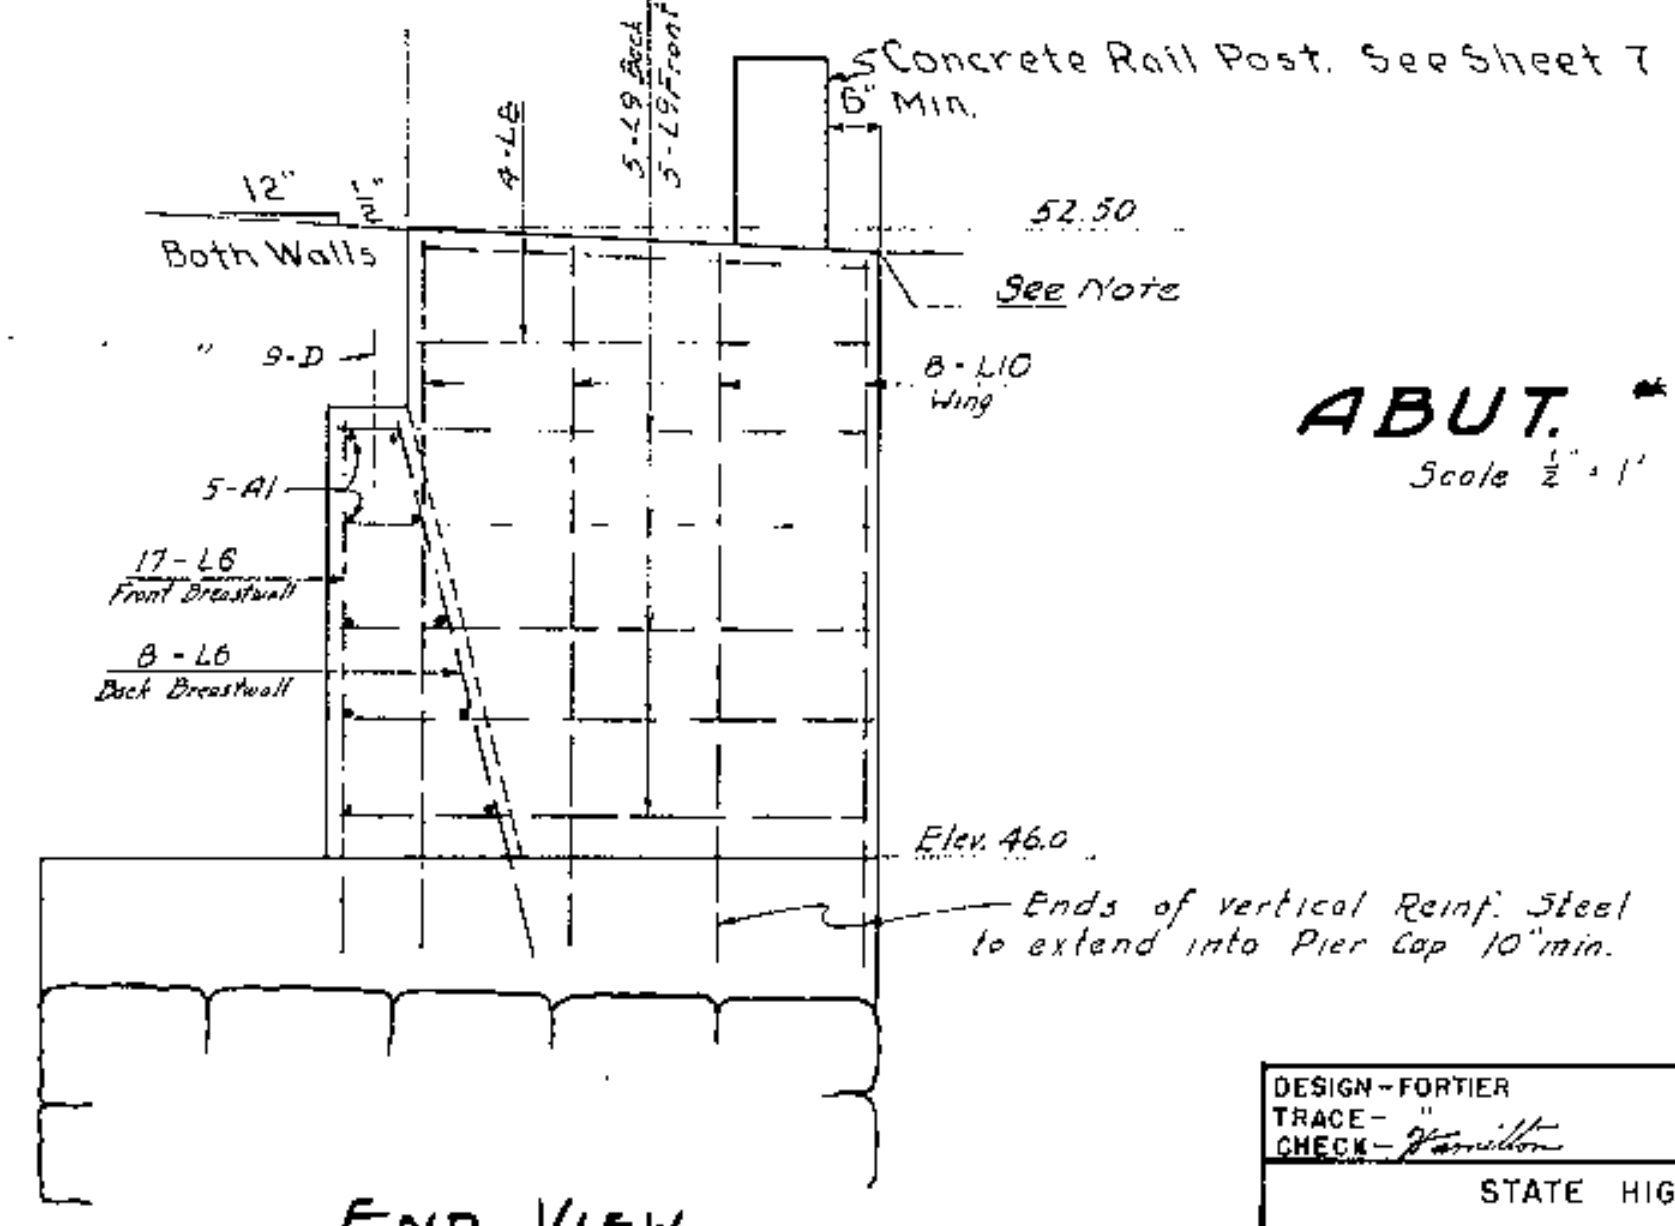 Concrete Rail Post. See Sheet 7
6" Min.
5-L9 Back
5-L9 Front
4-L8
12"
1/2"
52.50
Both Walls
See Note
"
9-D
8-L10
Wing
ABUT.
Scale 1/2" = 1'
5-A1
17-L6
Front Breastwall
8-L6
Back Breastwall
Elev. 46.0
Ends of vertical Reinf. Steel
to extend into Pier Cap 10" min.
DESIGN-FORTIER
TRACE- "
CHECK- Hamilton
STATE HIG
END VIEW